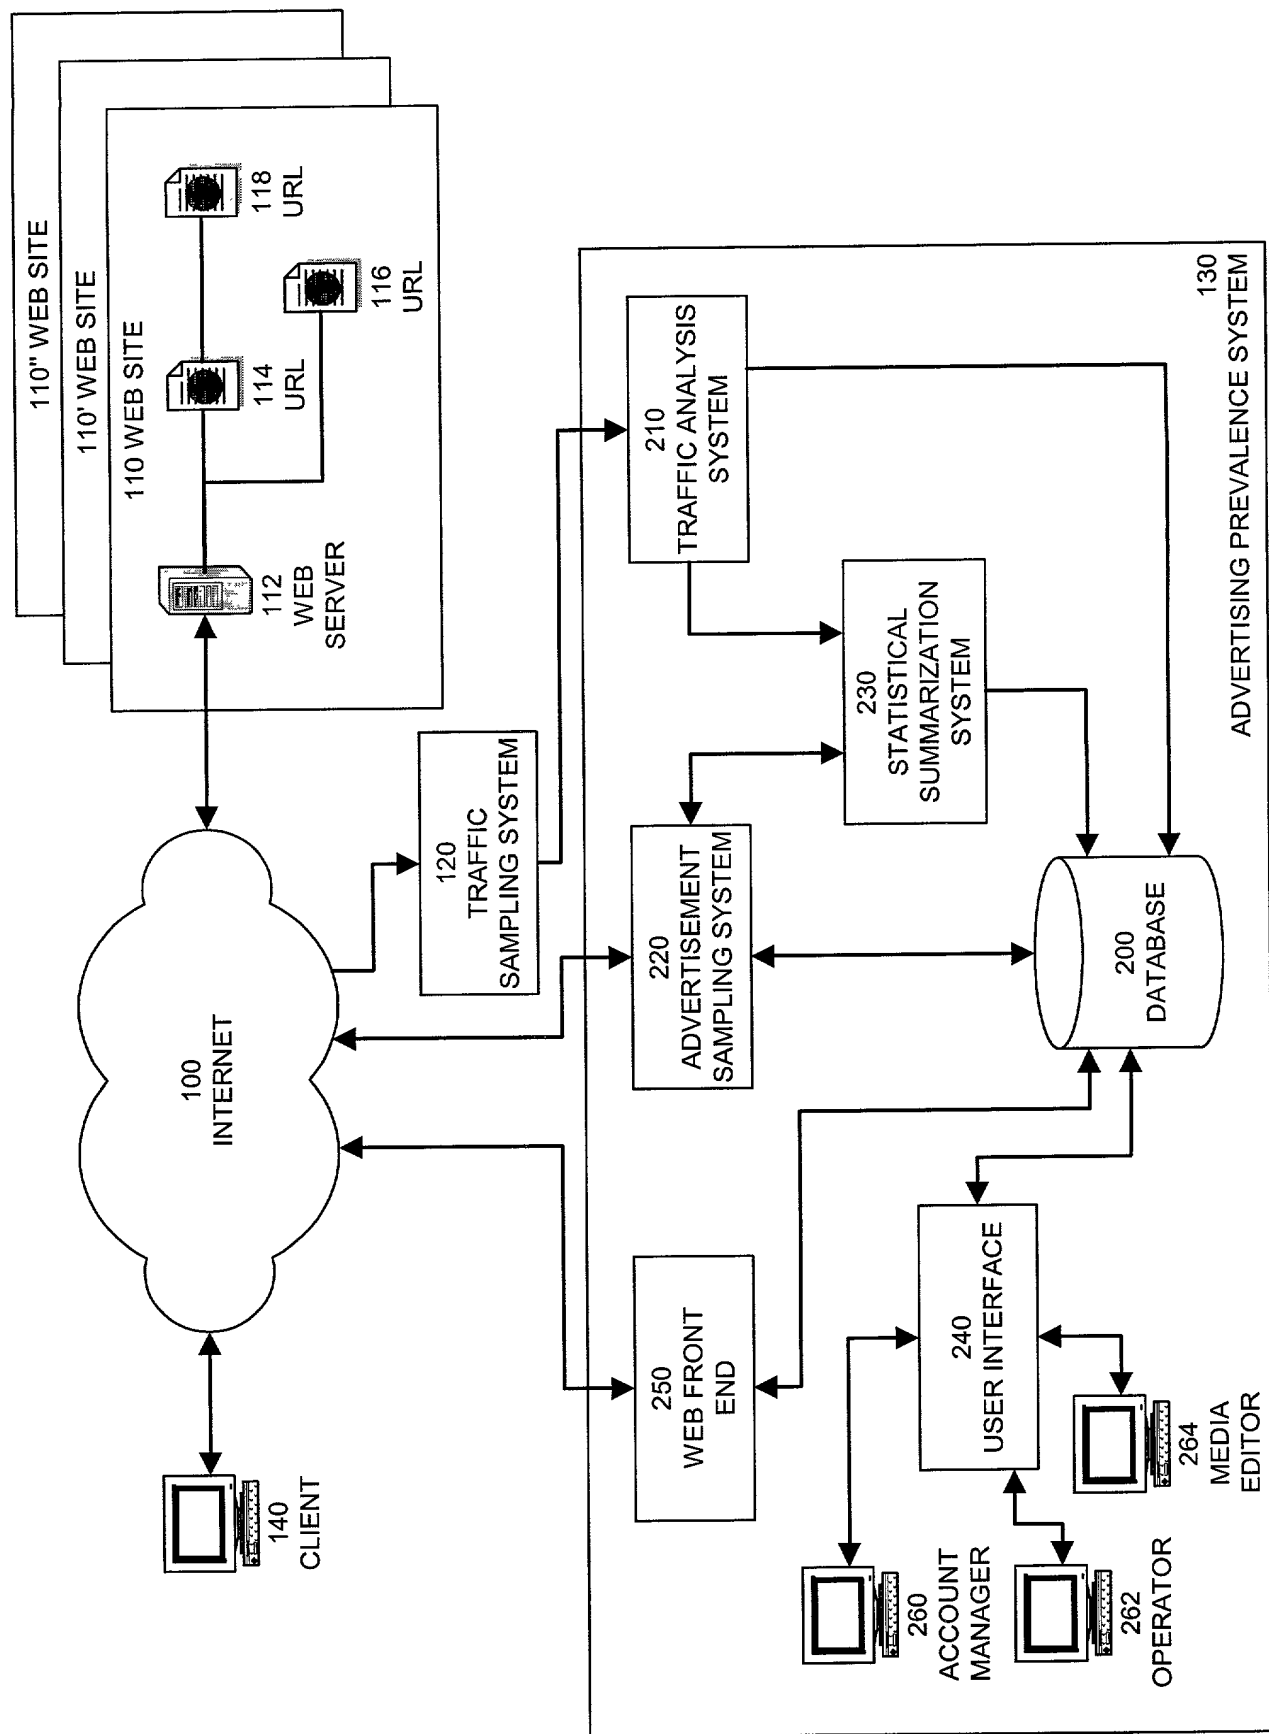 140
CLIENT
100
INTERNET
110" WEB SITE
110' WEB SITE
110 WEB SITE
112
WEB
SERVER
114
URL
116
URL
118
URL
120
TRAFFIC
SAMPLING SYSTEM
250
WEB FRONT
END
220
ADVERTISEMENT
SAMPLING SYSTEM
210
TRAFFIC ANALYSIS
SYSTEM
230
STATISTICAL
SUMMARIZATION
SYSTEM
260
ACCOUNT
MANAGER
240
USER INTERFACE
262
OPERATOR
264
MEDIA
EDITOR
200
DATABASE
130
ADVERTISING PREVALENCE SYSTEM